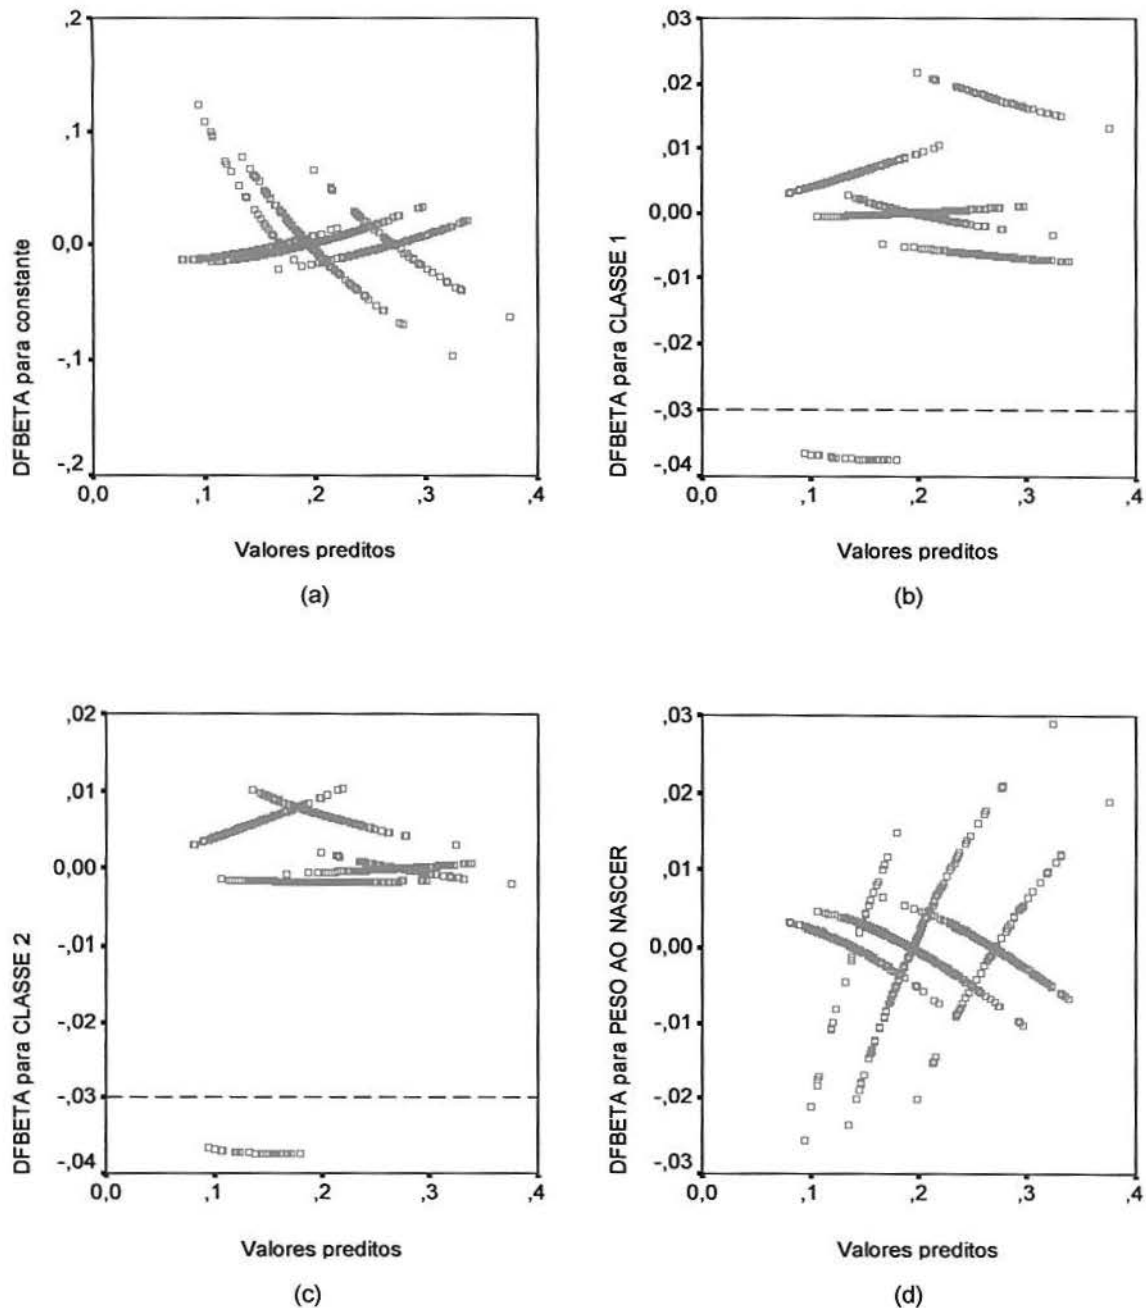 DFBETA para constante
,2
,1
0,0
-,1
-,2
0,0 ,1 ,2 ,3 ,4
Valores preditos
(a)
DFBETA para CLASSE 1
,03
,02
,01
0,00
-,01
-,02
-,03
-,04
0,0 ,1 ,2 ,3 ,4
Valores preditos
(b)
DFBETA para CLASSE 2
,02
,01
0,00
-,01
-,02
-,03
-,04
0,0 ,1 ,2 ,3 ,4
Valores preditos
(c)
DFBETA para PESO AO NASCER
,03
,02
,01
0,00
-,01
-,02
-,03
0,0 ,1 ,2 ,3 ,4
Valores preditos
(d)